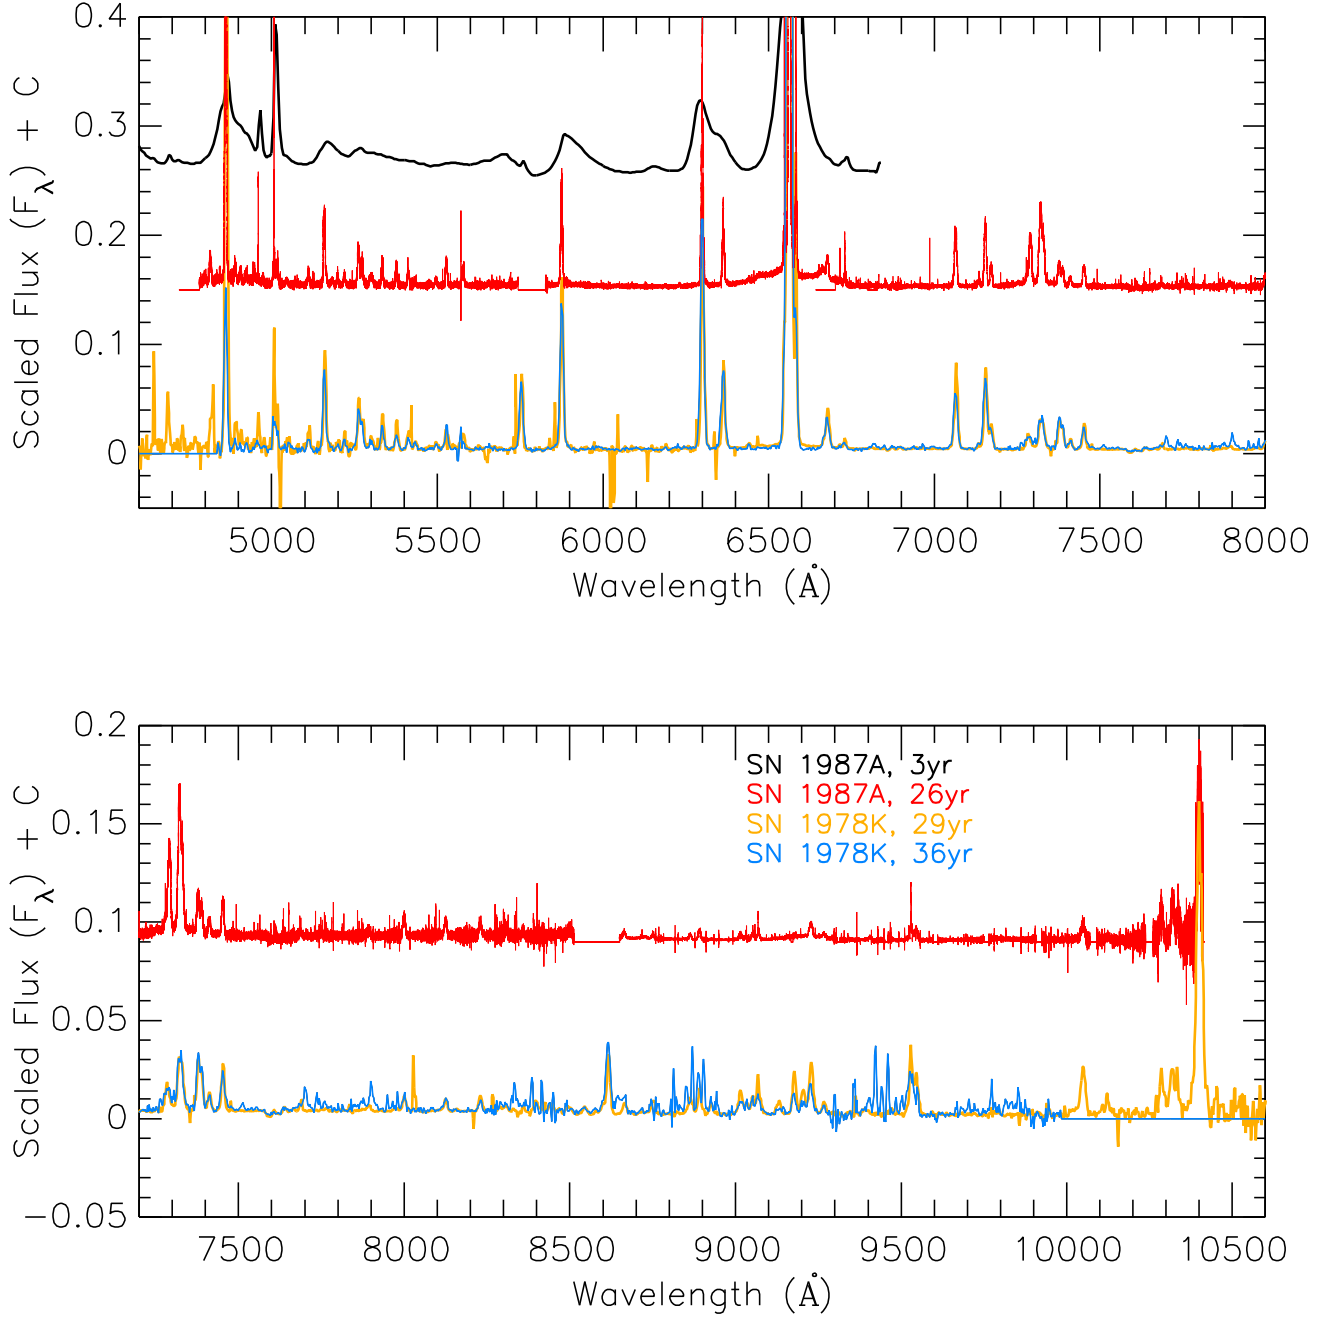 0.4
0.3
0.2
0.1
0
Scaled Flux (Fλ) + C
5000 5500 6000 6500 7000 7500 8000
Wavelength (Å)
0.2
0.15
0.1
0.05
0
−0.05
Scaled Flux (Fλ) + C
SN 1987A, 3yr
SN 1987A, 26yr
SN 1978K, 29yr
SN 1978K, 36yr
7500 8000 8500 9000 9500 10000 10500
Wavelength (Å)